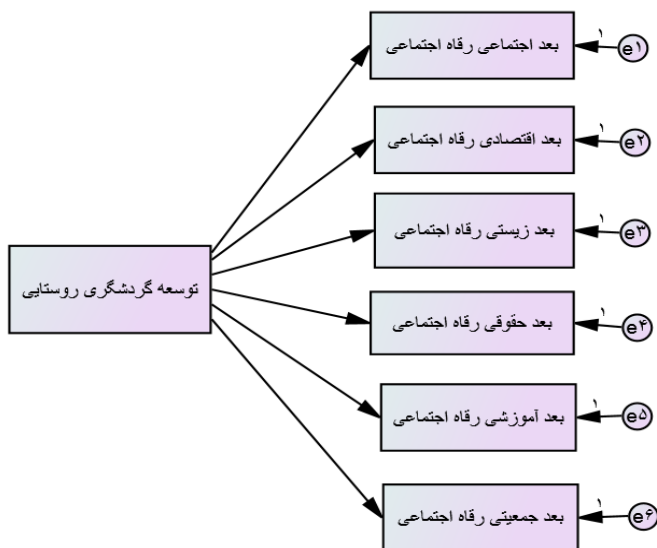 بعد اجتماعی رفاه اجتماعی
۱
e۱
بعد اقتصادی رفاه اجتماعی
۱
e۲
بعد زیستی رفاه اجتماعی
۱
e۳
توسعه گردشگری روستایی
بعد حقوقی رفاه اجتماعی
۱
e۴
بعد آموزشی رفاه اجتماعی
۱
e۵
بعد جمعیتی رفاه اجتماعی
۱
e۶